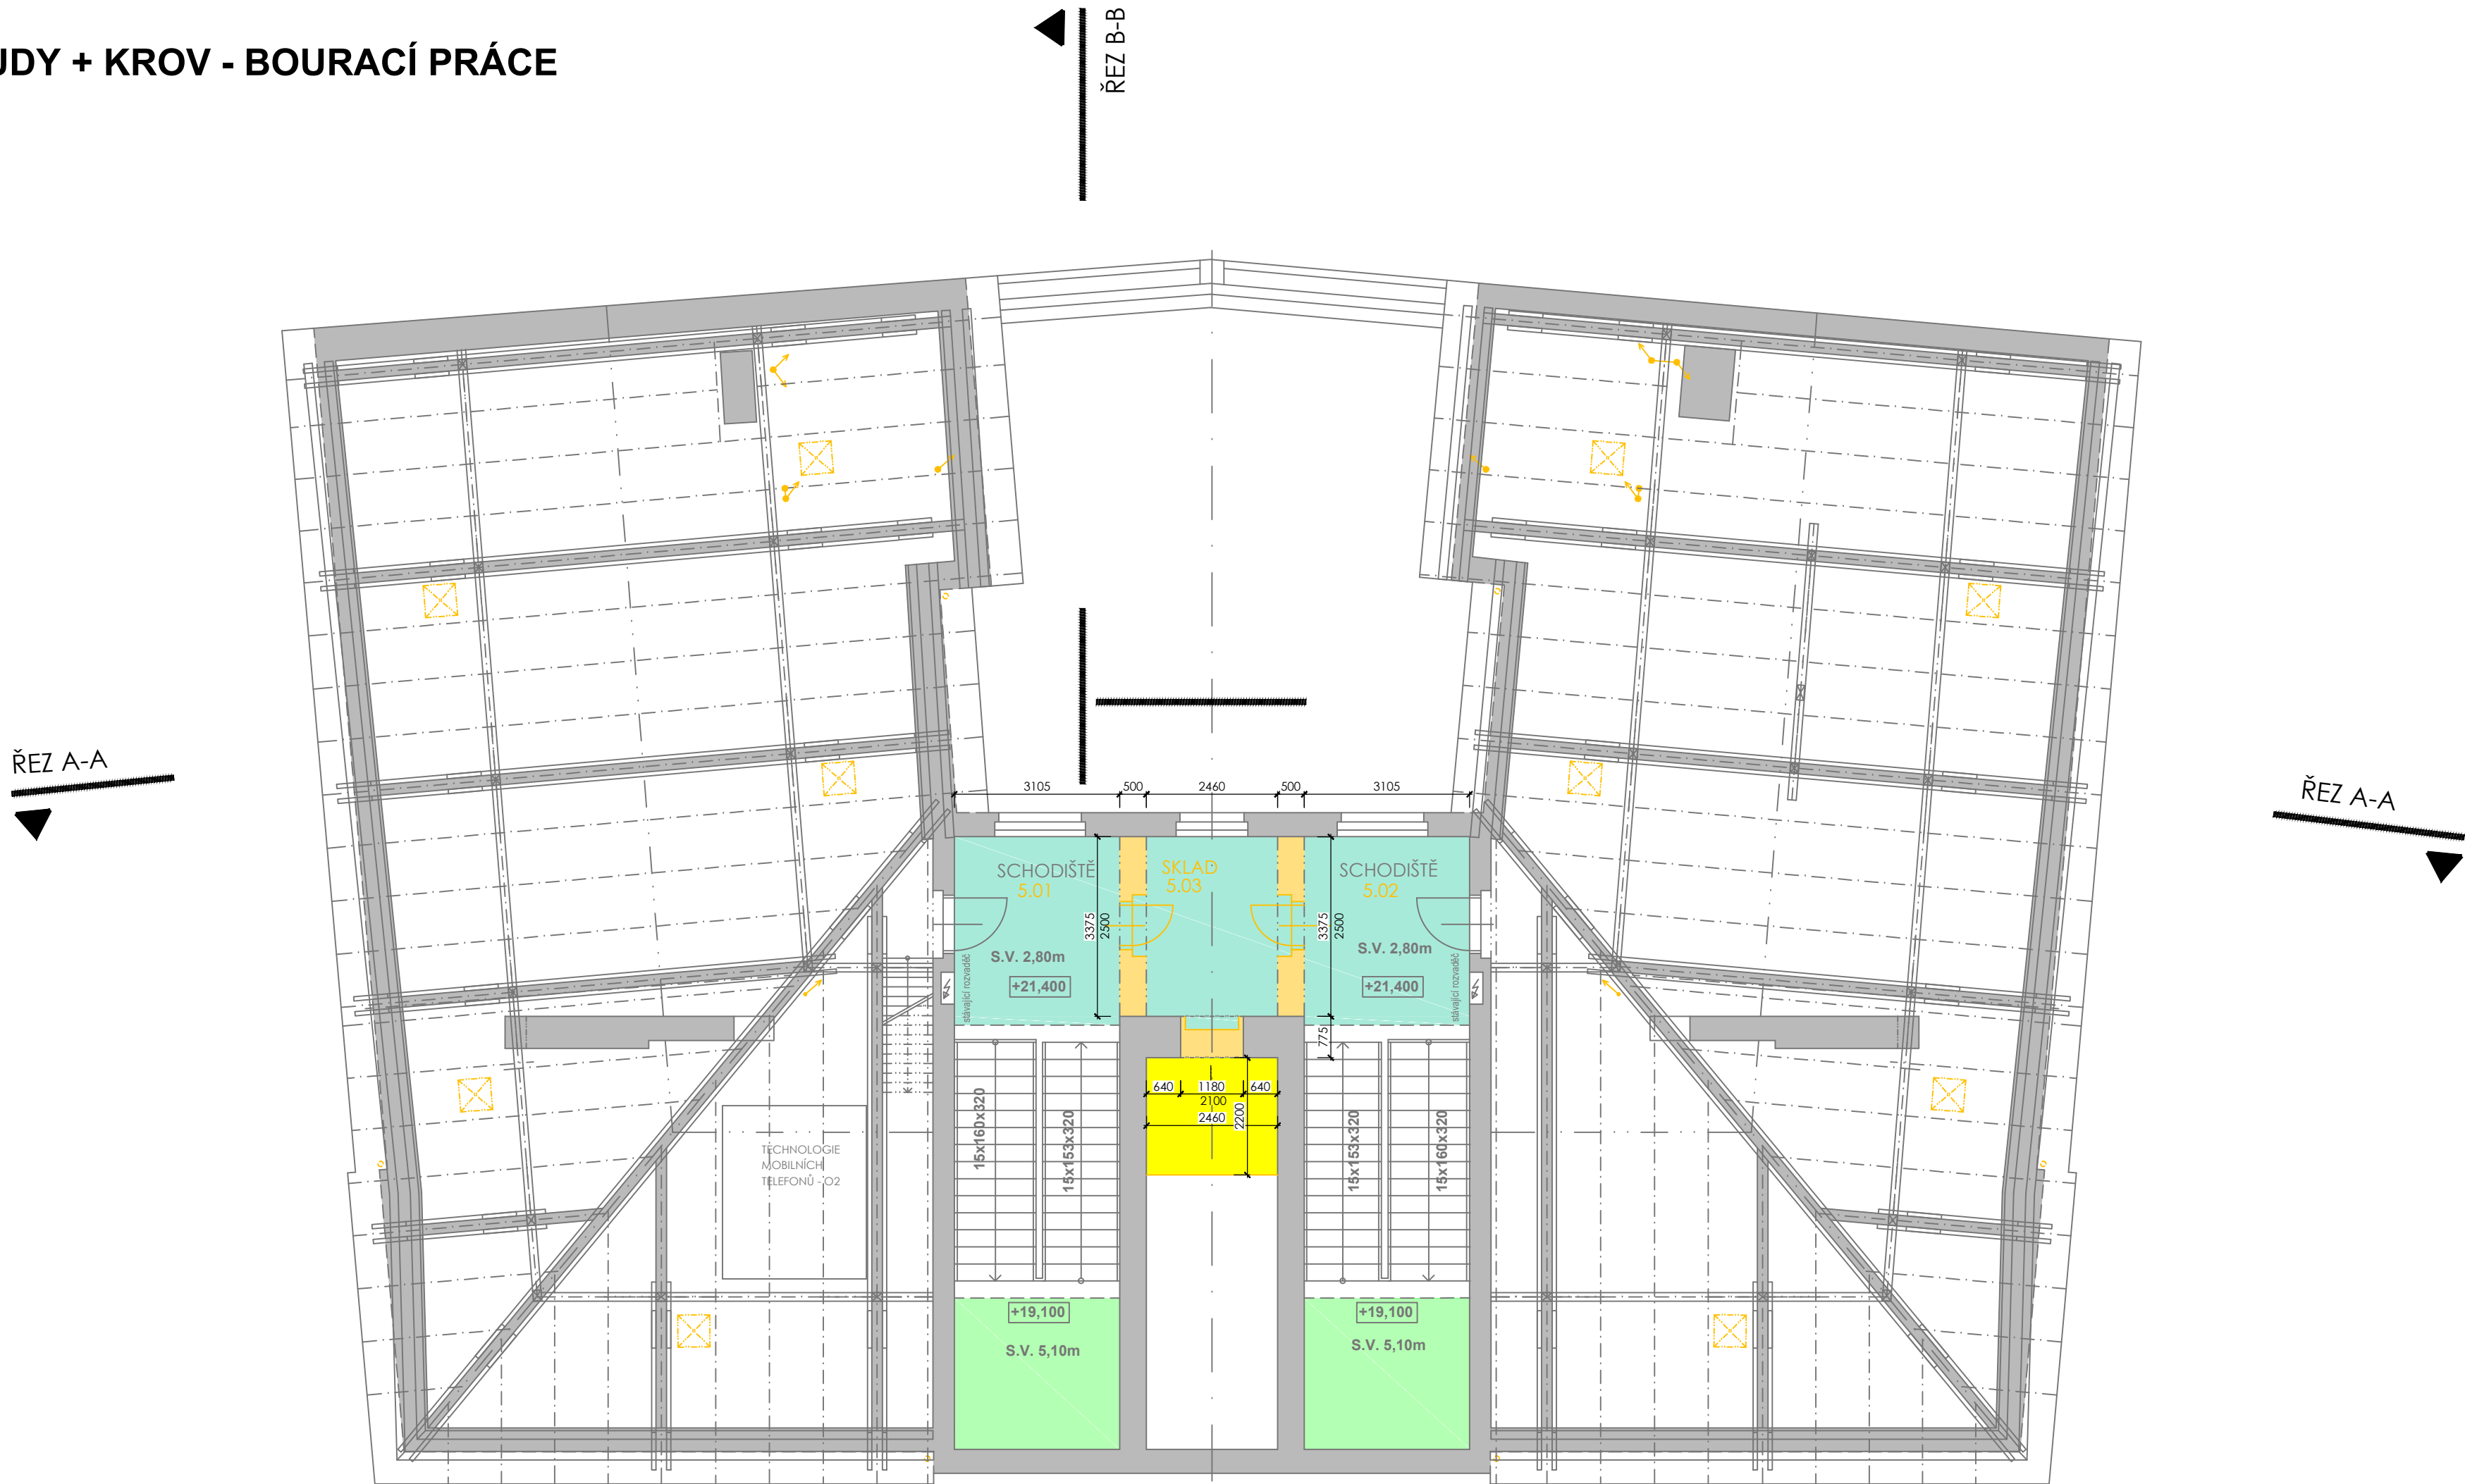 UDY + KROV - BOURACÍ PRÁCE
ŘEZ B-B
ŘEZ A-A
ŘEZ A-A
3105
500
2460
500
3105
SCHODIŠTĚ
5.01
SKLAD
5.03
SCHODIŠTĚ
5.02
3375
2500
3375
2500
S.V. 2,80m
S.V. 2,80m
+21,400
+21,400
stávající rozvaděč
stávající rozvaděč
775
640
1180
640
2100
2460
2200
15x160x320
15x153x320
15x153x320
15x160x320
TECHNOLOGIE
MOBILNÍCH
TELEFONŮ - O2
+19,100
+19,100
S.V. 5,10m
S.V. 5,10m